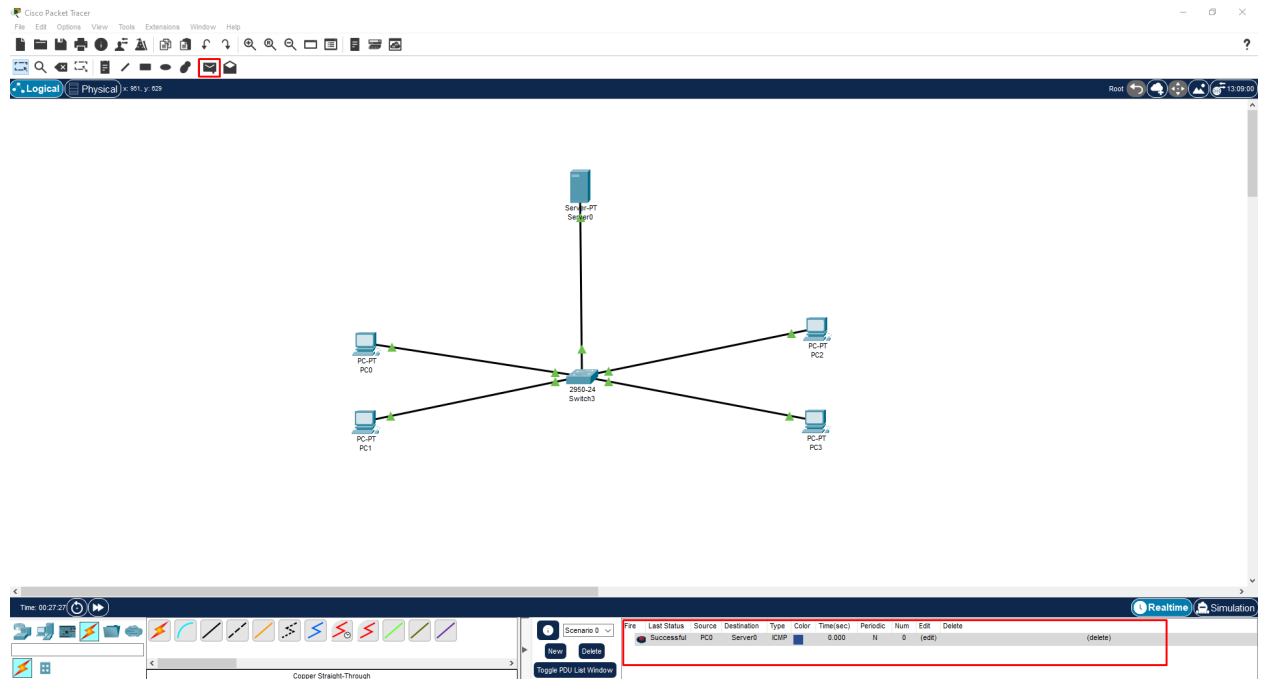 Cisco Packet Tracer
File Edit Options View Tools Extensions Window Help
?
Logical Physical x: 951, y: 629 Root 13:09:00
Server-PT
Server0
PC-PT
PC0
PC-PT
PC2
2950-24
Switch3
PC-PT
PC1
PC-PT
PC3
Time: 00:27:27 Realtime Simulation
Scenario 0
New Delete
Toggle PDU List Window
Fire Last Status Source Destination Type Color Time(sec) Periodic Num Edit Delete
Successful PC0 Server0 ICMP 0.000 N 0 (edit) (delete)
Copper Straight-Through